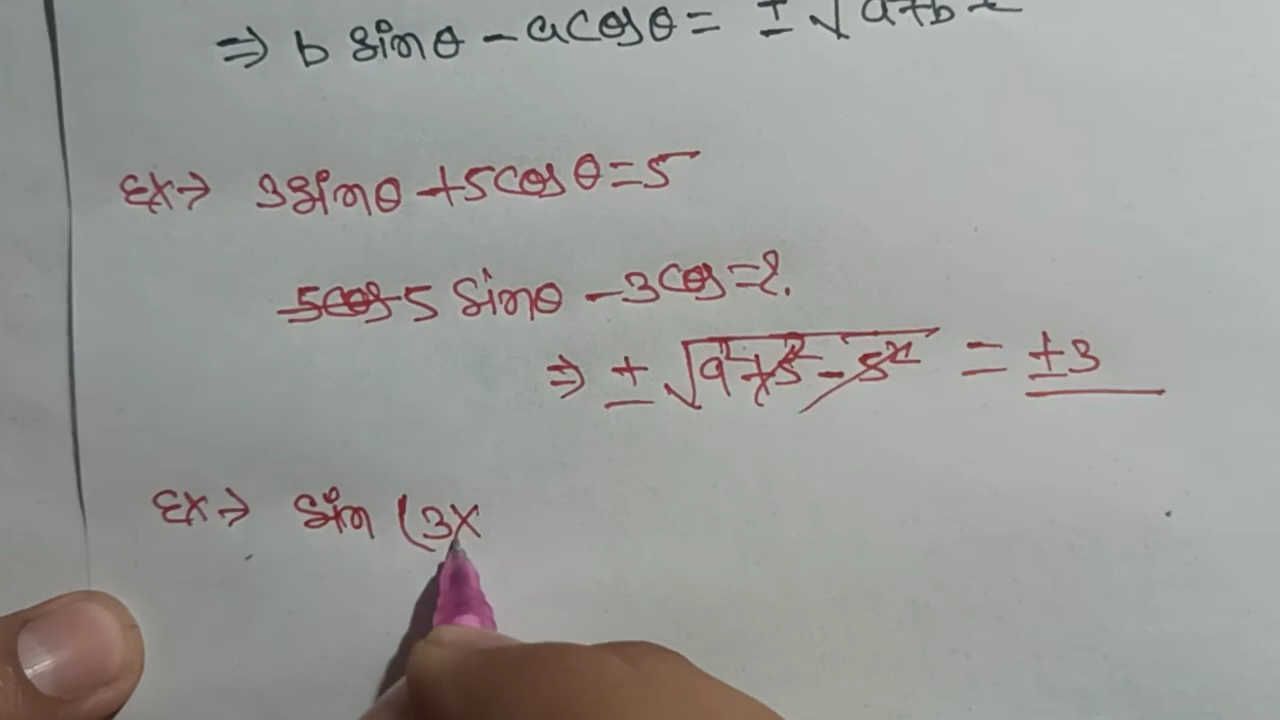 ⇒ b sinθ - a cosθ = ± √a²+b²
Ex → 3 sinθ + 5 cosθ = 5
5 sinθ - 3 cos = ?.
⇒ ± √9²+5²-5² = ±3
Ex → sin (3x